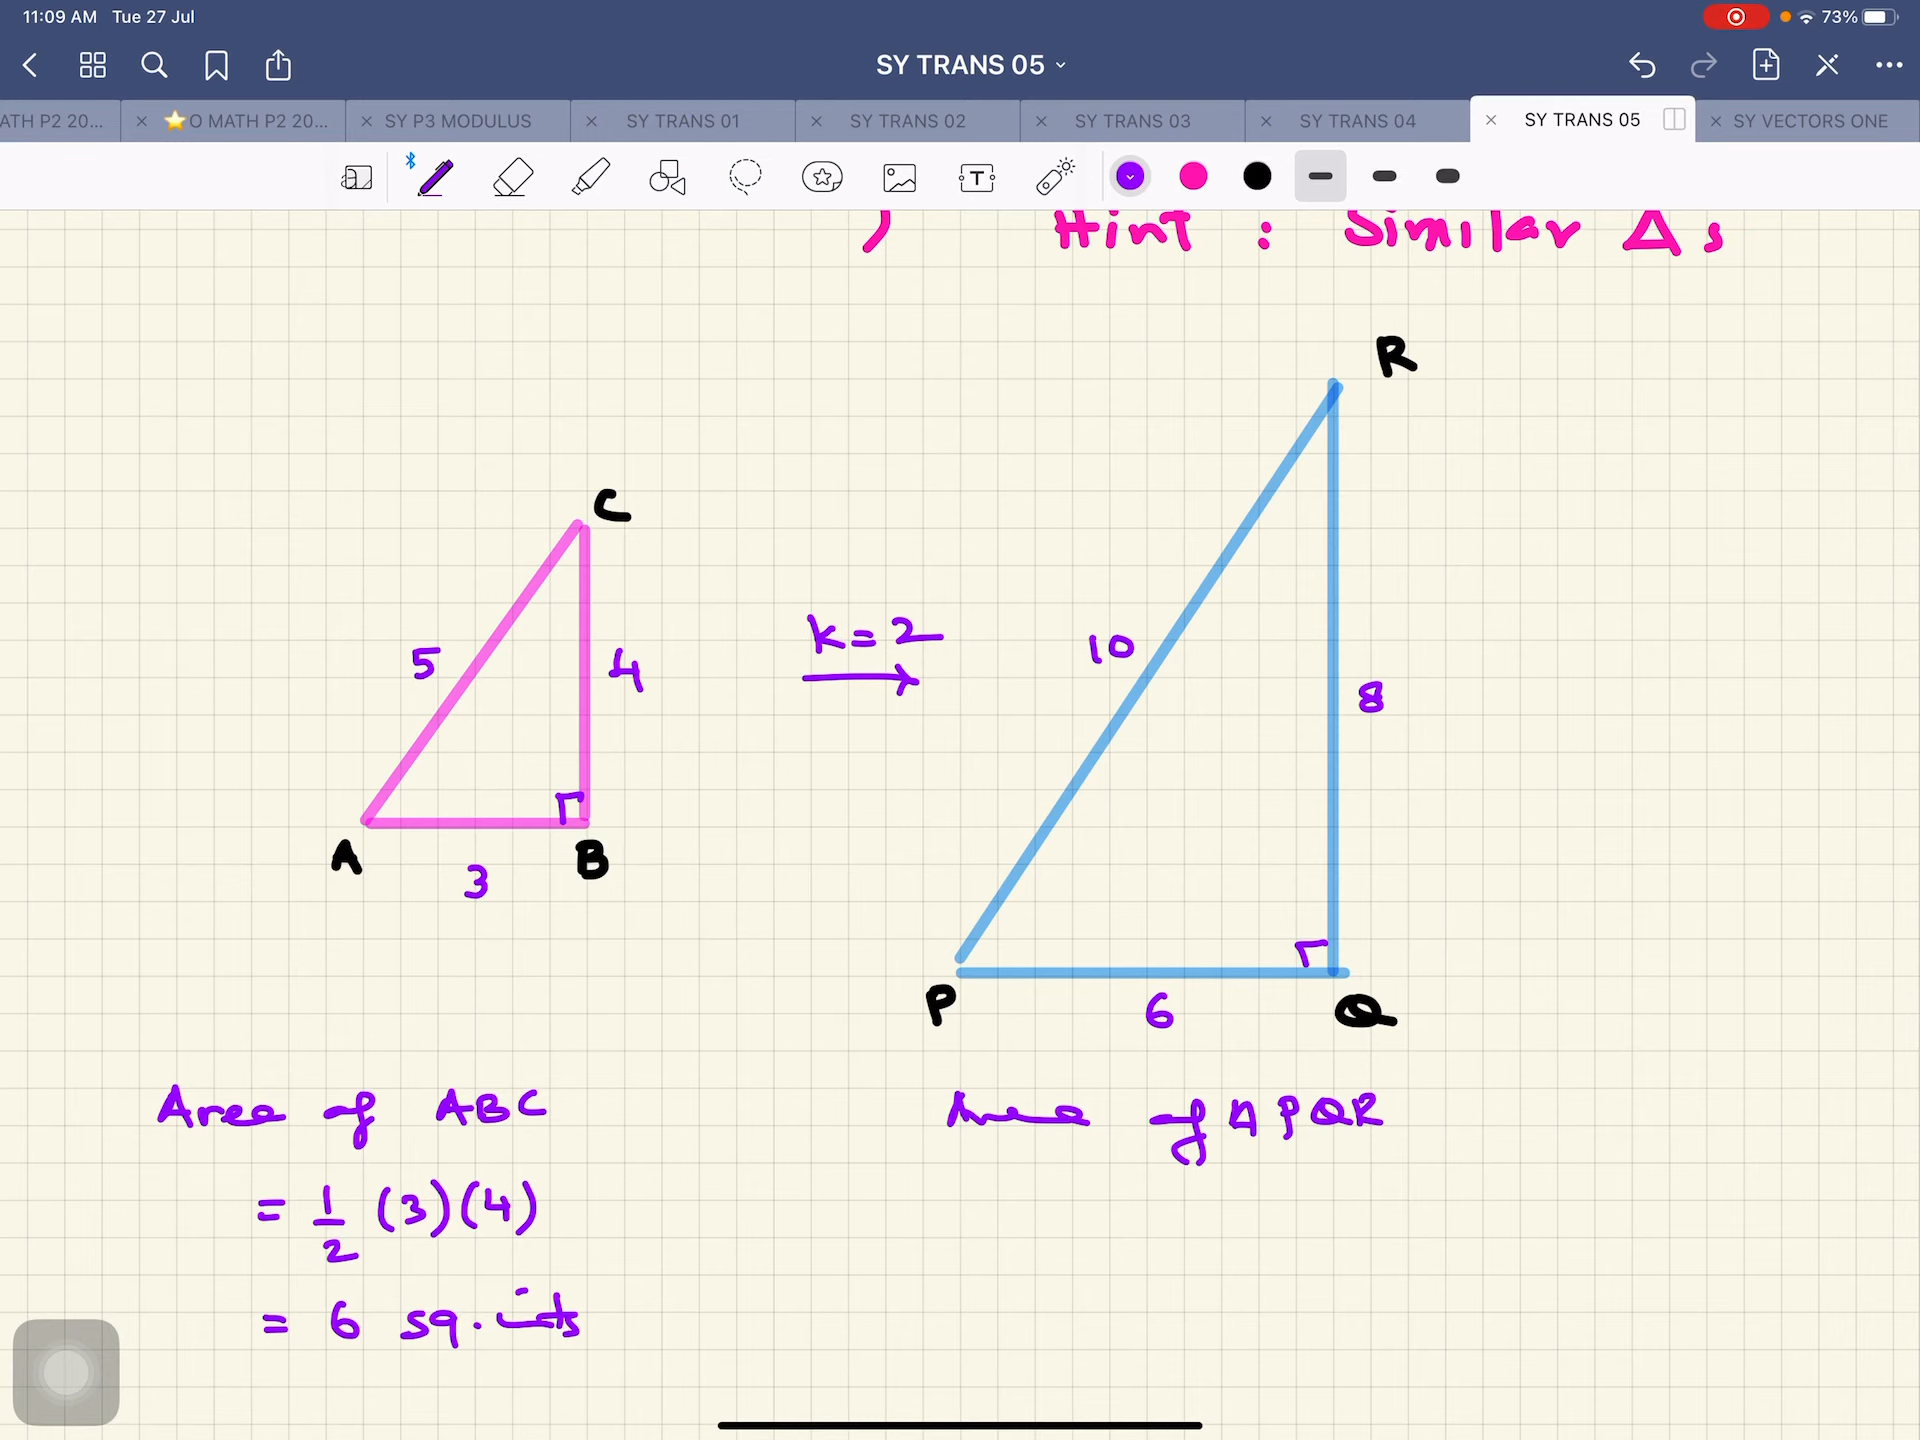 11:09 AM Tue 27 Jul
73%
SY TRANS 05
ATH P2 20...
O MATH P2 20...
SY P3 MODULUS
SY TRANS 01
SY TRANS 02
SY TRANS 03
SY TRANS 04
SY TRANS 05
SY VECTORS ONE
) Hint : Similar Δs
R
C
5
4
k = 2
10
8
A
B
3
P
6
Q
Area of ABC
= 1/2 (3)(4)
= 6 sq. units
Area of Δ PQR